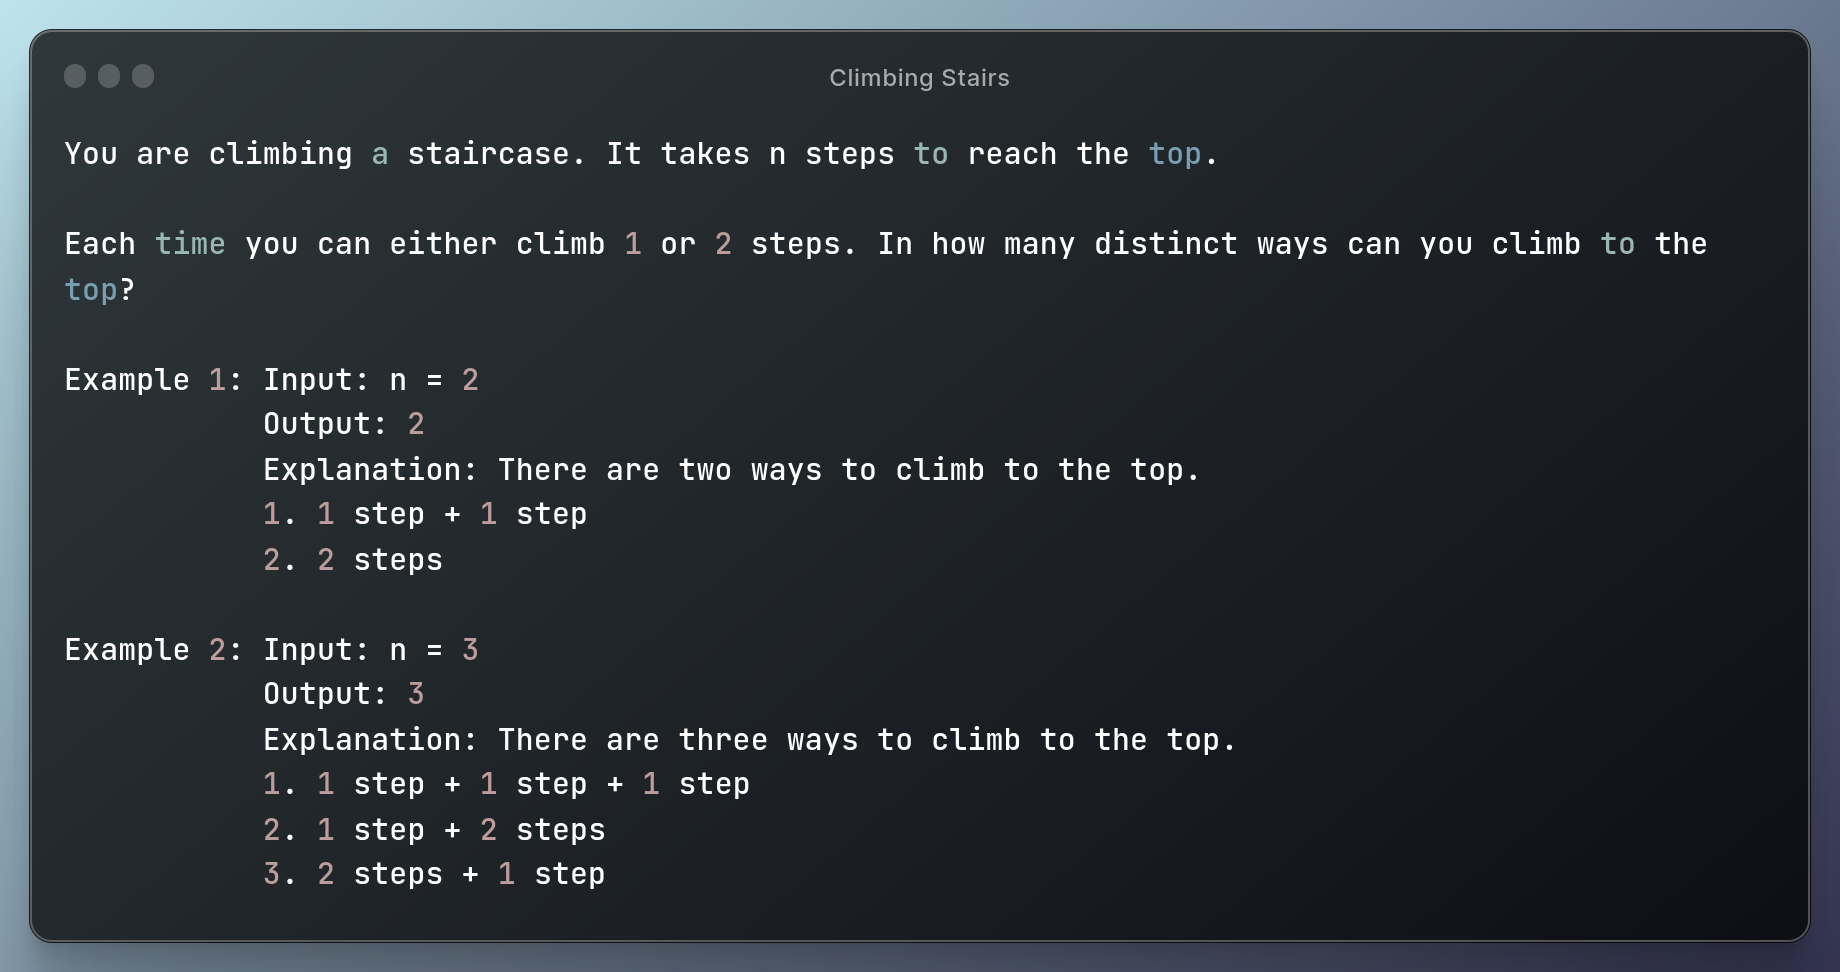 Climbing Stairs
You are climbing a staircase. It takes n steps to reach the top.
Each time you can either climb 1 or 2 steps. In how many distinct ways can you climb to the
top?
Example 1: Input: n = 2
Output: 2
Explanation: There are two ways to climb to the top.
1. 1 step + 1 step
2. 2 steps
Example 2: Input: n = 3
Output: 3
Explanation: There are three ways to climb to the top.
1. 1 step + 1 step + 1 step
2. 1 step + 2 steps
3. 2 steps + 1 step